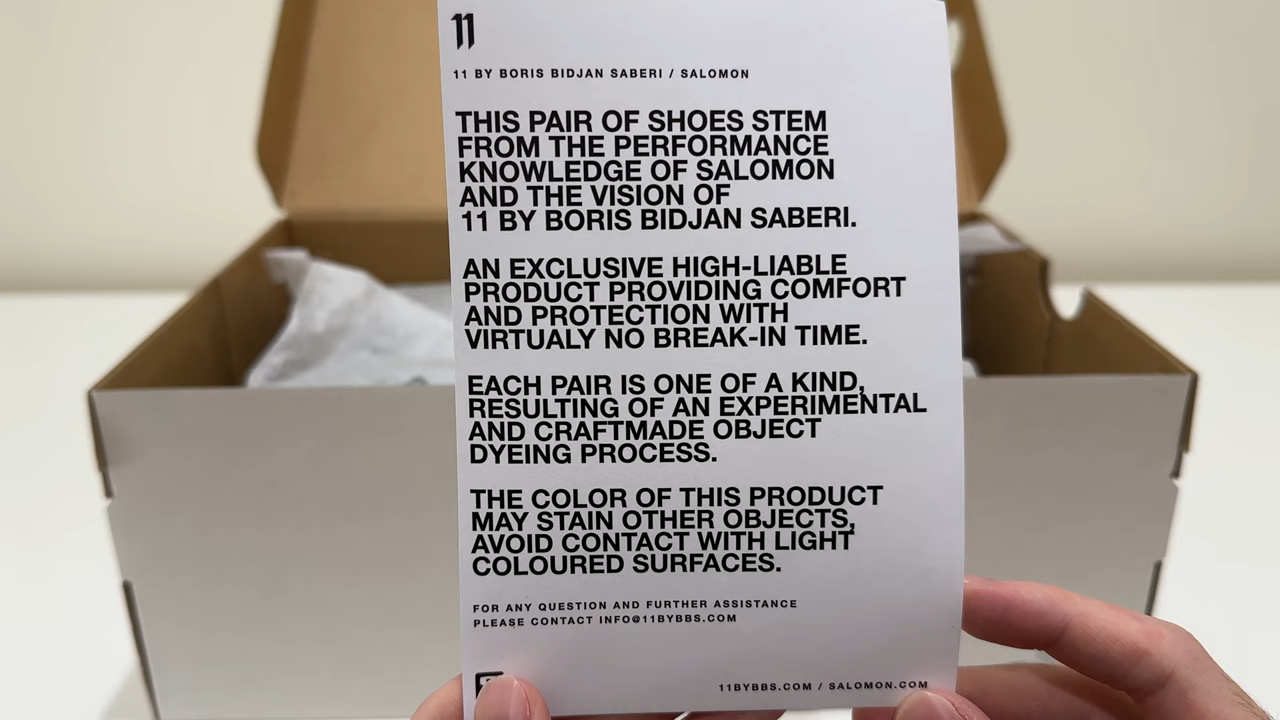 11
11 BY BORIS BIDJAN SABERI / SALOMON
THIS PAIR OF SHOES STEM
FROM THE PERFORMANCE
KNOWLEDGE OF SALOMON
AND THE VISION OF
11 BY BORIS BIDJAN SABERI.
AN EXCLUSIVE HIGH-LIABLE
PRODUCT PROVIDING COMFORT
AND PROTECTION WITH
VIRTUALY NO BREAK-IN TIME.
EACH PAIR IS ONE OF A KIND,
RESULTING OF AN EXPERIMENTAL
AND CRAFTMADE OBJECT
DYEING PROCESS.
THE COLOR OF THIS PRODUCT
MAY STAIN OTHER OBJECTS,
AVOID CONTACT WITH LIGHT
COLOURED SURFACES.
FOR ANY QUESTION AND FURTHER ASSISTANCE
PLEASE CONTACT INFO@11BYBBS.COM
11BYBBS.COM / SALOMON.COM